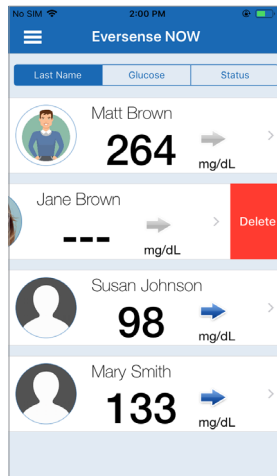 No SIM 2:00 PM
Eversense NOW
Last Name Glucose Status
Matt Brown
264
mg/dL
Jane Brown
---
mg/dL
Delete
Susan Johnson
98
mg/dL
Mary Smith
133
mg/dL